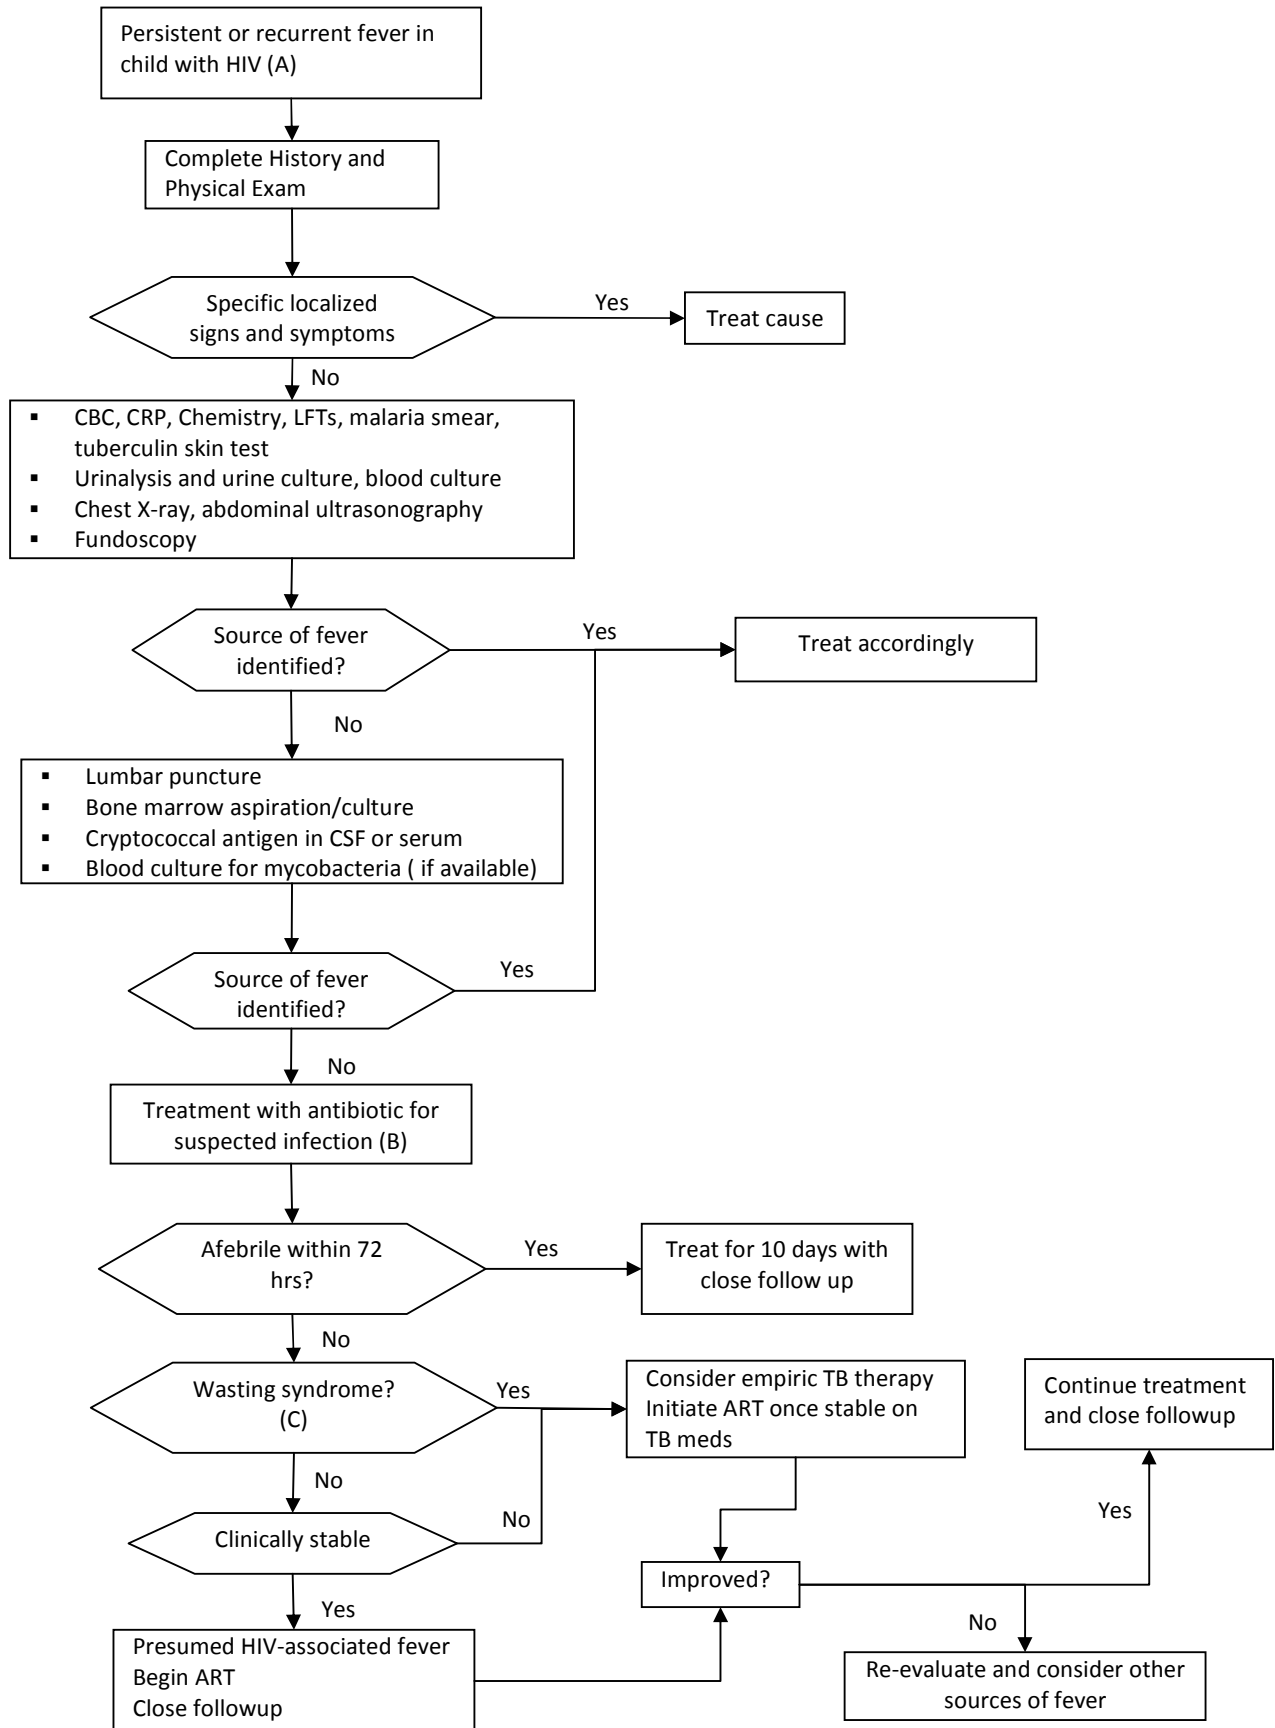 Persistent or recurrent fever in
child with HIV (A)
Complete History and
Physical Exam
Specific localized
signs and symptoms
Yes
Treat cause
No
▪ CBC, CRP, Chemistry, LFTs, malaria smear,
tuberculin skin test
▪ Urinalysis and urine culture, blood culture
▪ Chest X-ray, abdominal ultrasonography
▪ Fundoscopy
Source of fever
identified?
Yes
Treat accordingly
No
▪ Lumbar puncture
▪ Bone marrow aspiration/culture
▪ Cryptococcal antigen in CSF or serum
▪ Blood culture for mycobacteria ( if available)
Source of fever
identified?
Yes
No
Treatment with antibiotic for
suspected infection (B)
Afebrile within 72
hrs?
Yes
Treat for 10 days with
close follow up
No
Wasting syndrome?
(C)
Yes
Consider empiric TB therapy
Initiate ART once stable on
TB meds
Continue treatment
and close followup
No
Clinically stable
No
Yes
Improved?
Yes
No
Presumed HIV-associated fever
Begin ART
Close followup
Re-evaluate and consider other
sources of fever